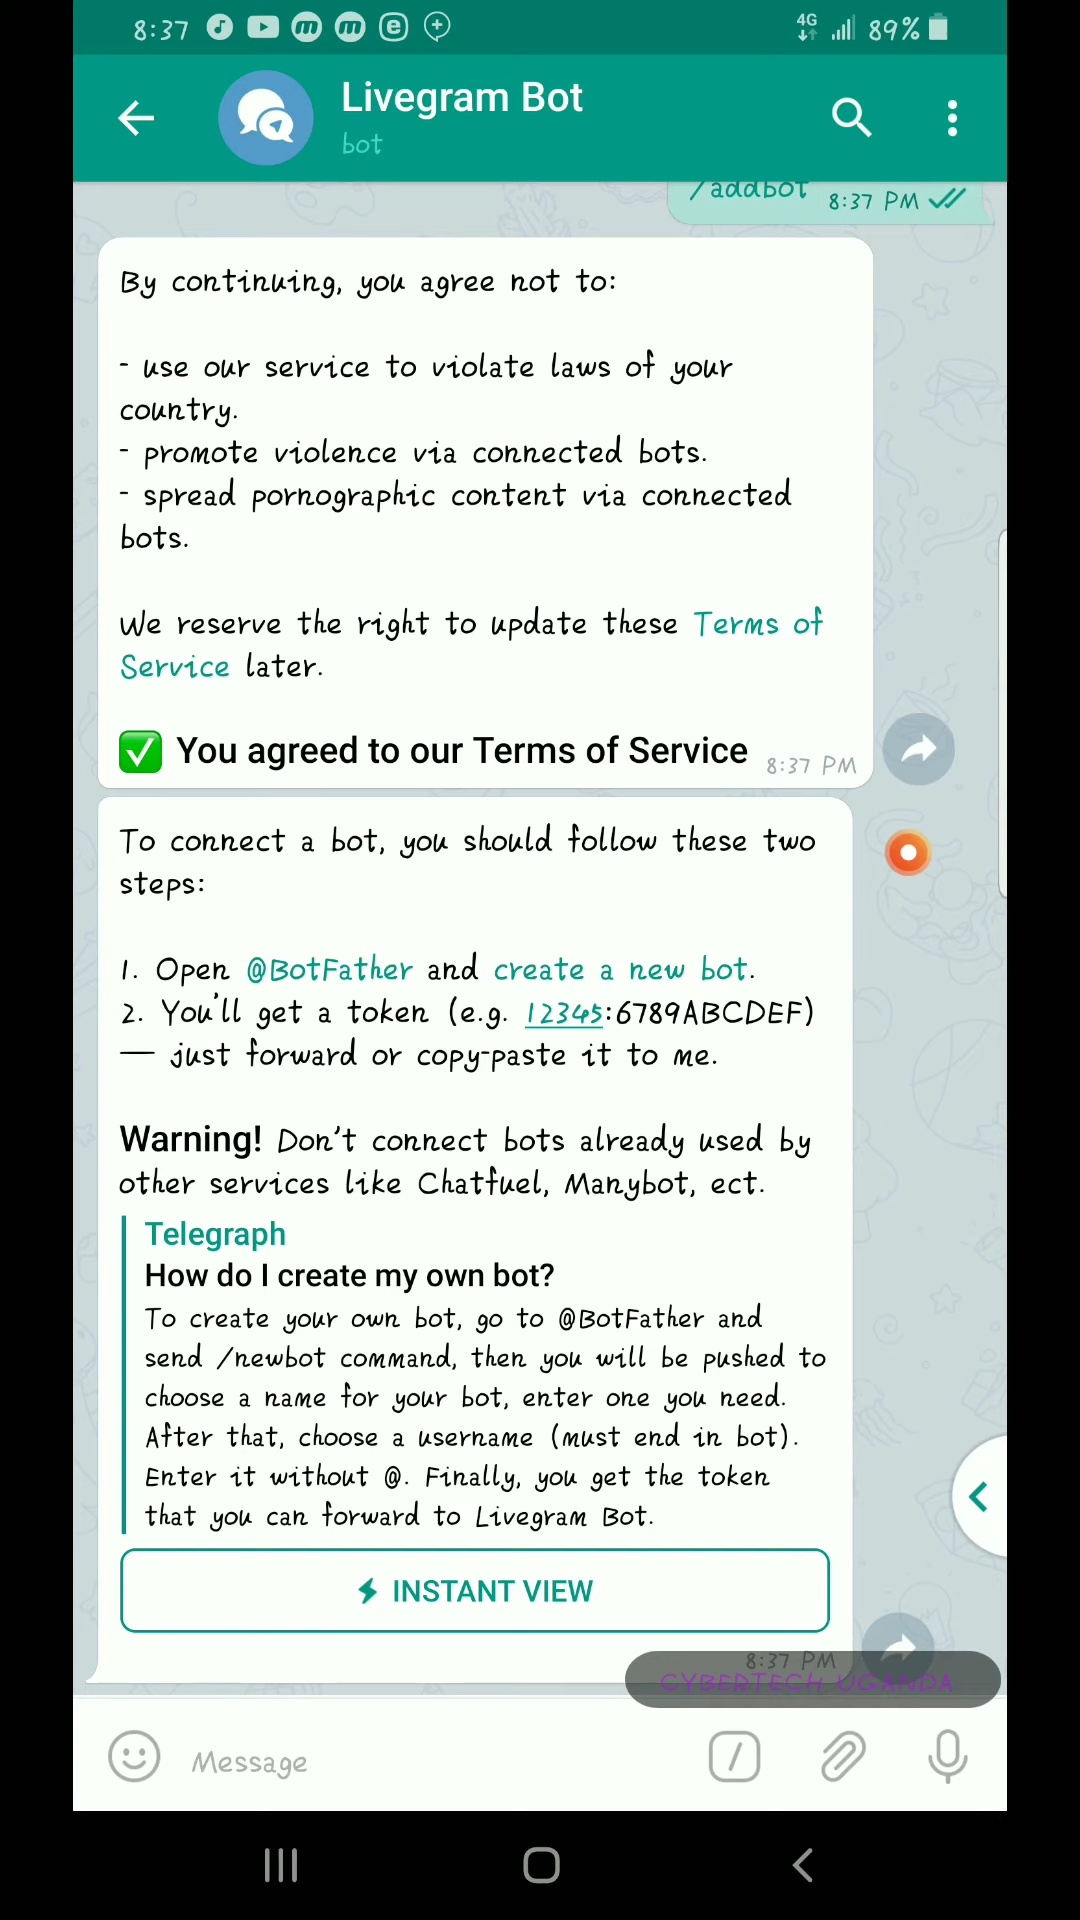 8:37
4G
89%
Livegram Bot
bot
/addbot
8:37 PM
By continuing, you agree not to:
- use our service to violate laws of your
country.
- promote violence via connected bots.
- spread pornographic content via connected
bots.
We reserve the right to update these Terms of
Service later.
✅ You agreed to our Terms of Service
8:37 PM
To connect a bot, you should follow these two
steps:
1. Open @BotFather and create a new bot.
2. You'll get a token (e.g. 12345:6789ABCDEF)
— just forward or copy-paste it to me.
Warning! Don't connect bots already used by
other services like Chatfuel, Manybot, ect.
Telegraph
How do I create my own bot?
To create your own bot, go to @BotFather and
send /newbot command, then you will be pushed to
choose a name for your bot, enter one you need.
After that, choose a username (must end in bot).
Enter it without @. Finally, you get the token
that you can forward to Livegram Bot.
INSTANT VIEW
8:37 PM
CYBERTECH UGANDA
Message